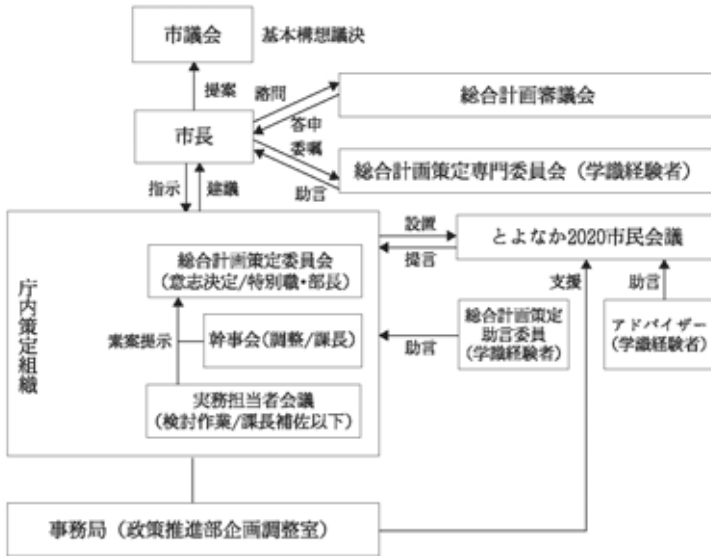 市議会
基本構想議決
提案
諮問
総合計画審議会
市長
答申
委嘱
総合計画策定専門委員会（学識経験者）
助言
指示
建議
庁内策定組織
設置
とよなか2020市民会議
提言
総合計画策定委員会
（意志決定/特別職・部長）
支援
助言
素案提示
幹事会（調整/課長）
助言
総合計画策定
助言委員
（学識経験者）
アドバイザー
（学識経験者）
実務担当者会議
（検討作業/課長補佐以下）
事務局（政策推進部企画調整室）